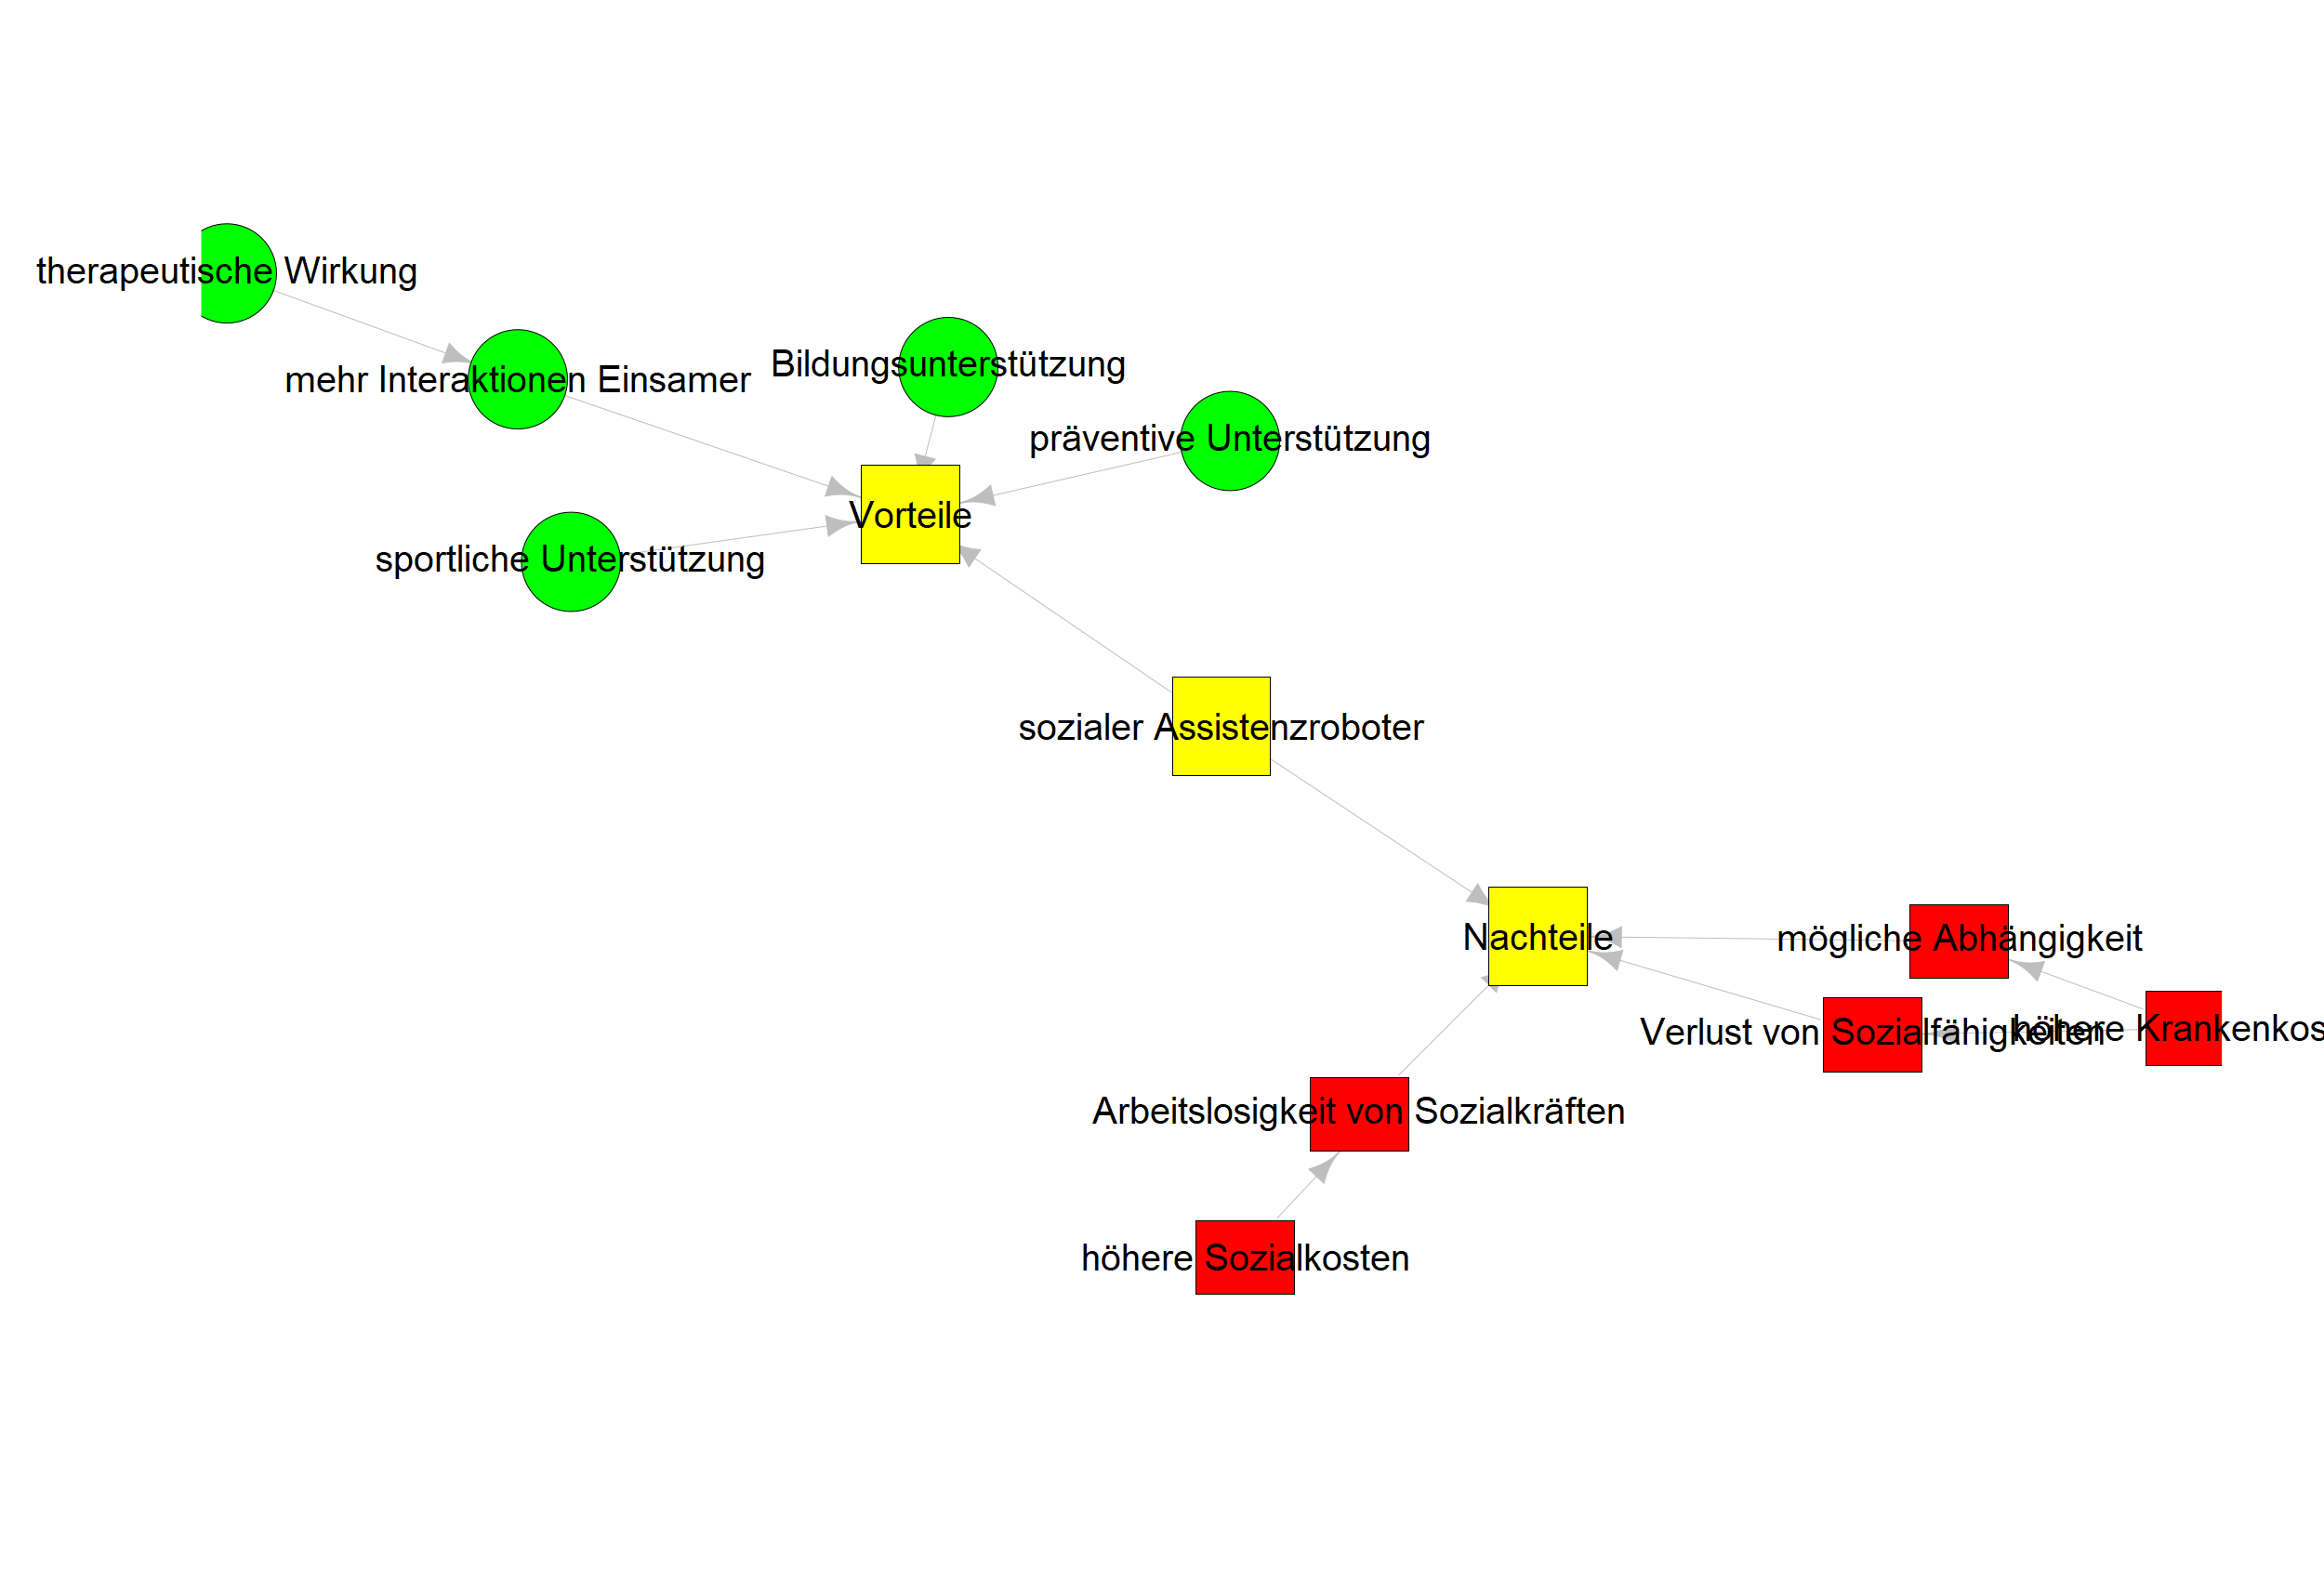 therapeutische Wirkung
mehr Interaktionen Einsamer
Bildungsunterstützung
präventive Unterstützung
Vorteile
sportliche Unterstützung
sozialer Assistenzroboter
Nachteile
mögliche Abhängigkeit
Verlust von Sozialfähigkeiten
höhere Krankenkos
Arbeitslosigkeit von Sozialkräften
höhere Sozialkosten